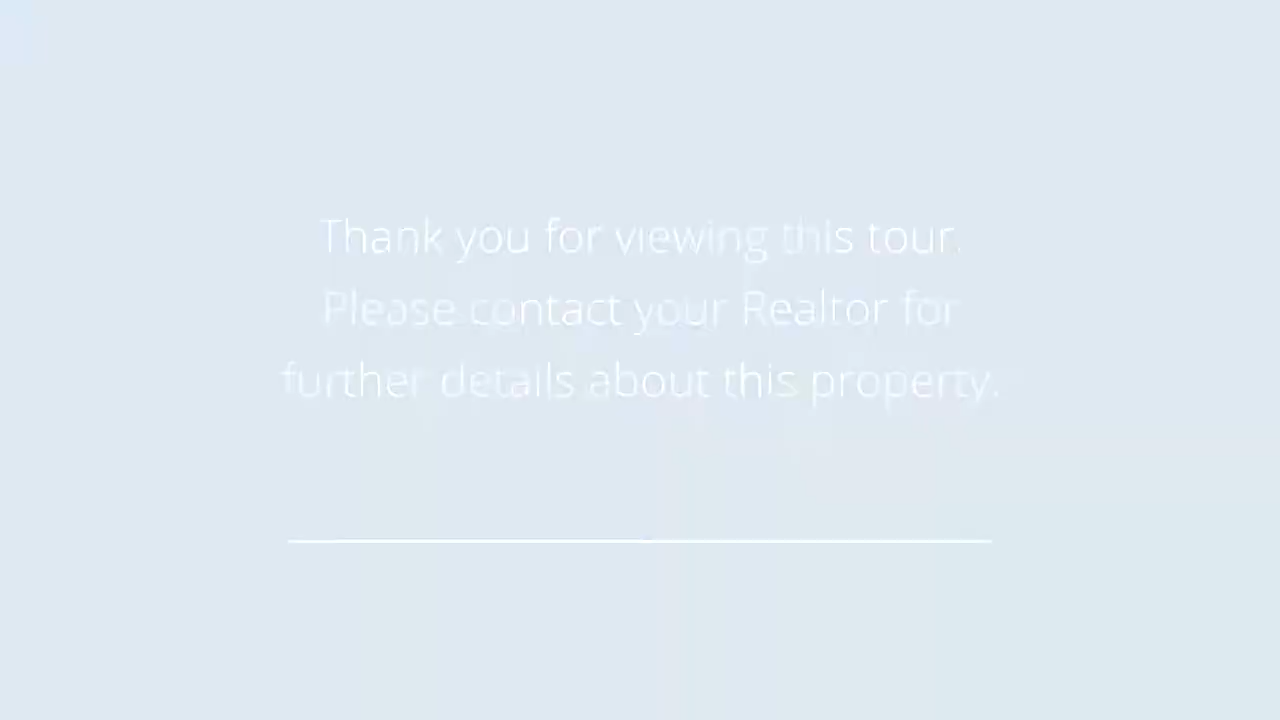 Thank you for viewing this tour.
Please contact your Realtor for
further details about this property.